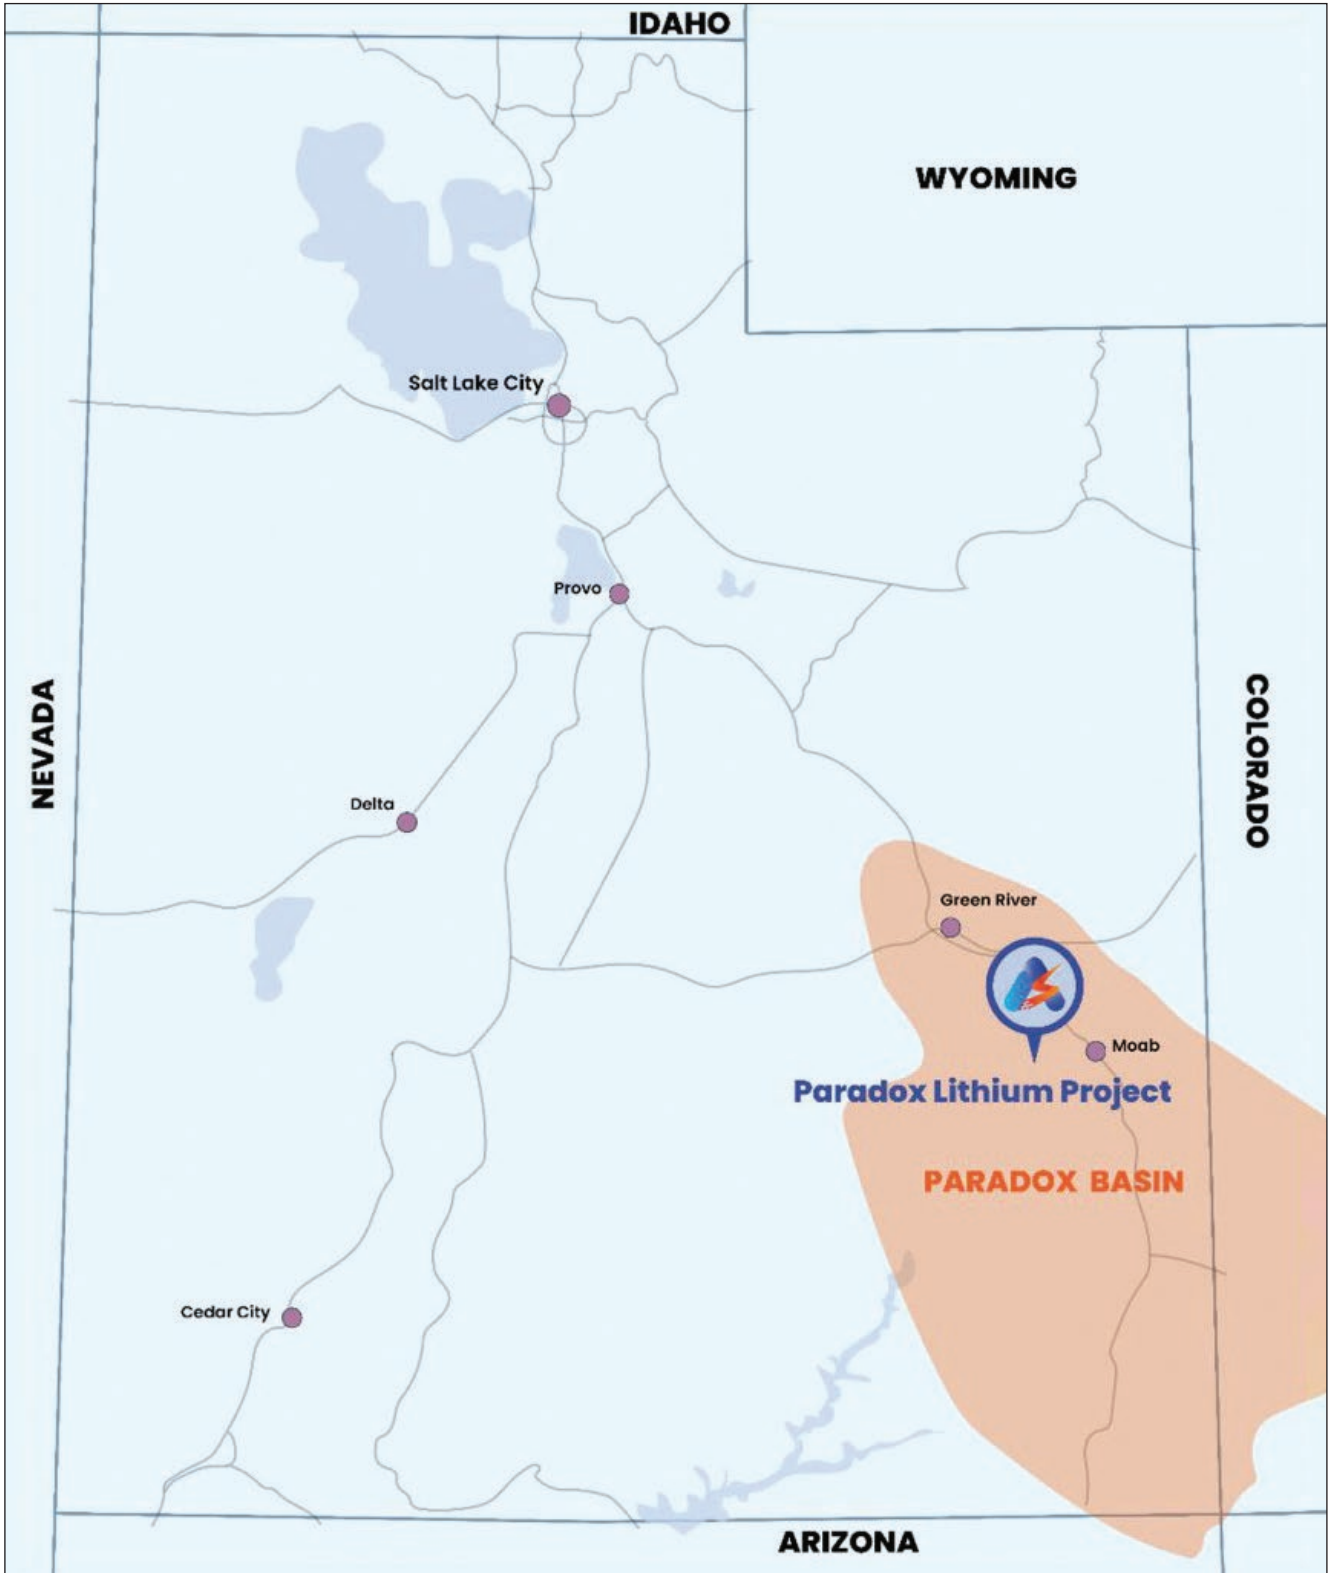 IDAHO
WYOMING
Salt Lake City
Provo
NEVADA
COLORADO
Delta
Green River
Moab
Paradox Lithium Project
PARADOX BASIN
Cedar City
ARIZONA